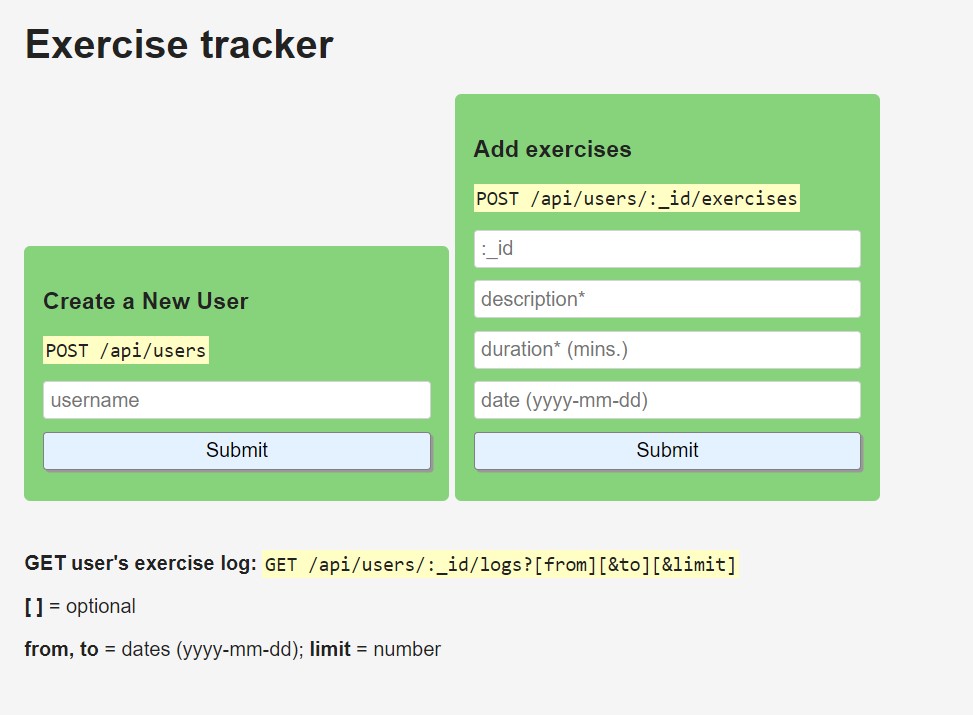 Exercise tracker
Create a New User
POST /api/users
username
Submit
Add exercises
POST /api/users/:_id/exercises
:_id
description*
duration* (mins.)
date (yyyy-mm-dd)
Submit
GET user's exercise log: GET /api/users/:_id/logs?[from][&to][&limit]
[ ] = optional
from, to = dates (yyyy-mm-dd); limit = number